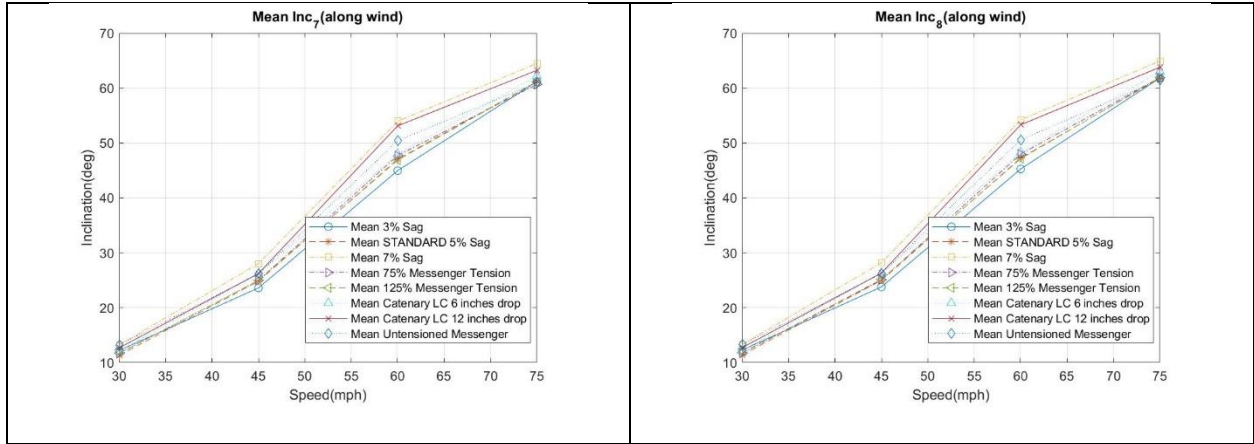 Mean Inc₇(along wind)
70
60
50
40
30
20
10
Inclination(deg)
Mean 3% Sag
Mean STANDARD 5% Sag
Mean 7% Sag
Mean 75% Messenger Tension
Mean 125% Messenger Tension
Mean Catenary LC 6 inches drop
Mean Catenary LC 12 inches drop
Mean Untensioned Messenger
30 35 40 45 50 55 60 65 70 75
Speed(mph)
Mean Inc₈(along wind)
70
60
50
40
30
20
10
Inclination(deg)
Mean 3% Sag
Mean STANDARD 5% Sag
Mean 7% Sag
Mean 75% Messenger Tension
Mean 125% Messenger Tension
Mean Catenary LC 6 inches drop
Mean Catenary LC 12 inches drop
Mean Untensioned Messenger
30 35 40 45 50 55 60 65 70 75
Speed(mph)